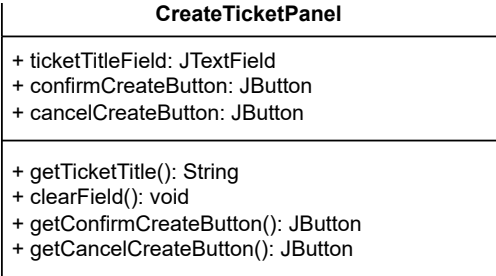 CreateTicketPanel
+ ticketTitleField: JTextField
+ confirmCreateButton: JButton
+ cancelCreateButton: JButton
+ getTicketTitle(): String
+ clearField(): void
+ getConfirmCreateButton(): JButton
+ getCancelCreateButton(): JButton